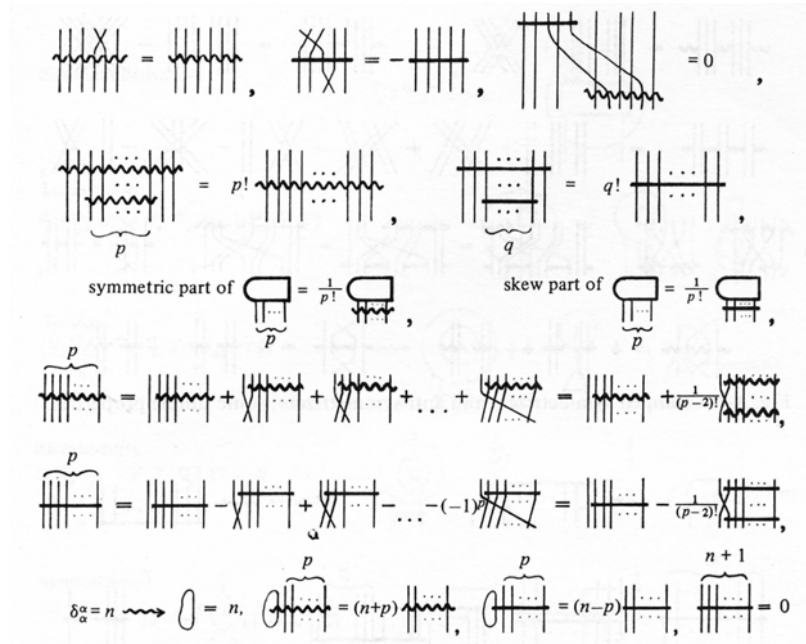 = , = − , = 0 ,
... ... ... ...
= p! , = q! ,
... ... ... ...
p q
symmetric part of = 1/p! , skew part of = 1/p! ,
p p
p
= + + ... + = + 1/(p−2)! ,
p
= − + − ... (−1)^p = − 1/(p−2)! ,
p p n + 1
δ^α_α = n = n, = (n+p) , = (n−p) , = 0